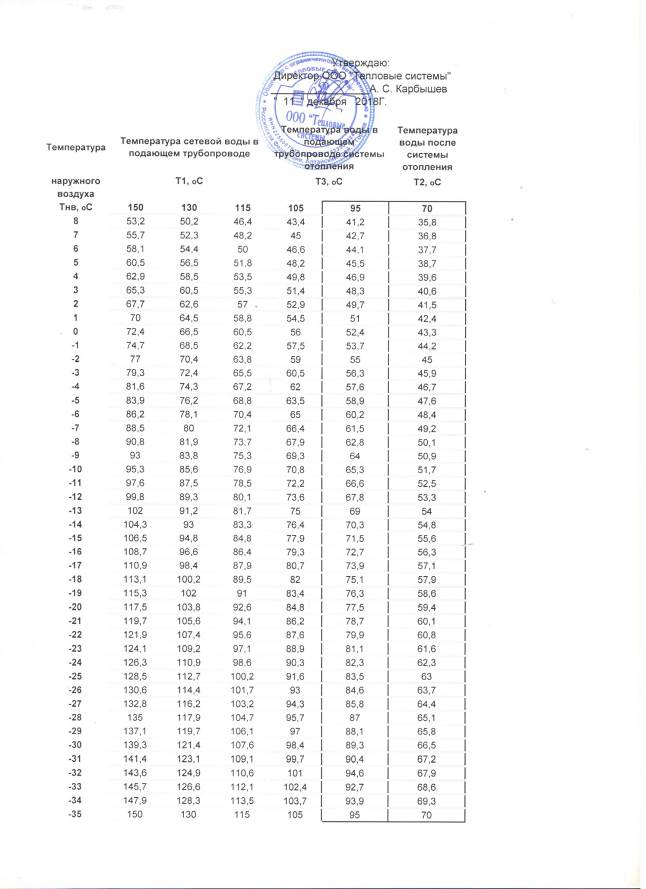 Утверждаю:
Директор ООО "Тепловые системы"
А. С. Карбышев
" 11 " декабря 2018Г.
ООО "Тепловые системы"
Температура Температура сетевой воды в подающем трубопроводе Температура воды в подающем трубопроводе системы отопления Температура воды после системы отопления
наружного воздуха Т1, оС Т3, оС Т2, оС
Тнв, оС 150 130 115 105 95 70
8 53,2 50,2 46,4 43,4 41,2 35,8
7 55,7 52,3 48,2 45 42,7 36,8
6 58,1 54,4 50 46,6 44,1 37,7
5 60,5 56,5 51,8 48,2 45,5 38,7
4 62,9 58,5 53,5 49,8 46,9 39,6
3 65,3 60,5 55,3 51,4 48,3 40,6
2 67,7 62,6 57 52,9 49,7 41,5
1 70 64,5 58,8 54,5 51 42,4
0 72,4 66,5 60,5 56 52,4 43,3
-1 74,7 68,5 62,2 57,5 53,7 44,2
-2 77 70,4 63,8 59 55 45
-3 79,3 72,4 65,5 60,5 56,3 45,9
-4 81,6 74,3 67,2 62 57,6 46,7
-5 83,9 76,2 68,8 63,5 58,9 47,6
-6 86,2 78,1 70,4 65 60,2 48,4
-7 88,5 80 72,1 66,4 61,5 49,2
-8 90,8 81,9 73,7 67,9 62,8 50,1
-9 93 83,8 75,3 69,3 64 50,9
-10 95,3 85,6 76,9 70,8 65,3 51,7
-11 97,6 87,5 78,5 72,2 66,6 52,5
-12 99,8 89,3 80,1 73,6 67,8 53,3
-13 102 91,2 81,7 75 69 54
-14 104,3 93 83,3 76,4 70,3 54,8
-15 106,5 94,8 84,8 77,9 71,5 55,6
-16 108,7 96,6 86,4 79,3 72,7 56,3
-17 110,9 98,4 87,9 80,7 73,9 57,1
-18 113,1 100,2 89,5 82 75,1 57,9
-19 115,3 102 91 83,4 76,3 58,6
-20 117,5 103,8 92,6 84,8 77,5 59,4
-21 119,7 105,6 94,1 86,2 78,7 60,1
-22 121,9 107,4 95,6 87,6 79,9 60,8
-23 124,1 109,2 97,1 88,9 81,1 61,6
-24 126,3 110,9 98,6 90,3 82,3 62,3
-25 128,5 112,7 100,2 91,6 83,5 63
-26 130,6 114,4 101,7 93 84,6 63,7
-27 132,8 116,2 103,2 94,3 85,8 64,4
-28 135 117,9 104,7 95,7 87 65,1
-29 137,1 119,7 106,1 97 88,1 65,8
-30 139,3 121,4 107,6 98,4 89,3 66,5
-31 141,4 123,1 109,1 99,7 90,4 67,2
-32 143,6 124,9 110,6 101 94,6 67,9
-33 145,7 126,6 112,1 102,4 92,7 68,6
-34 147,9 128,3 113,5 103,7 93,9 69,3
-35 150 130 115 105 95 70